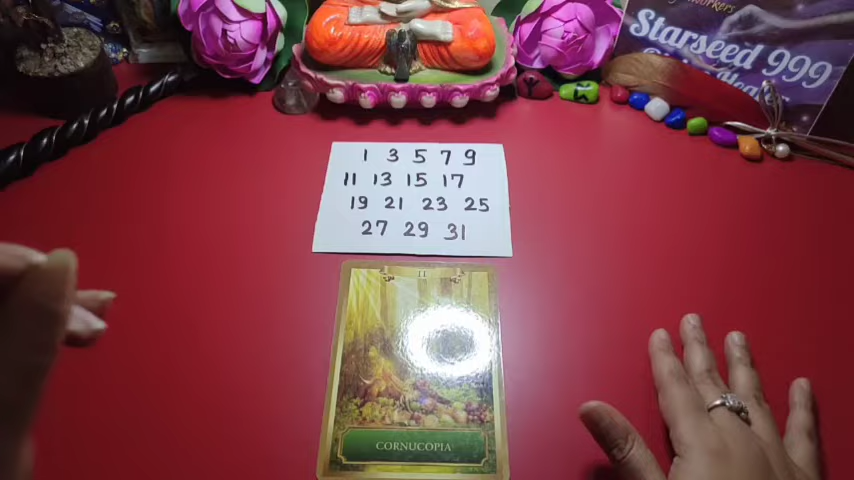 workers
Starseed 999
1 3 5 7 9
11 13 15 17
19 21 23 25
27 29 31
II
CORNUCOPIA